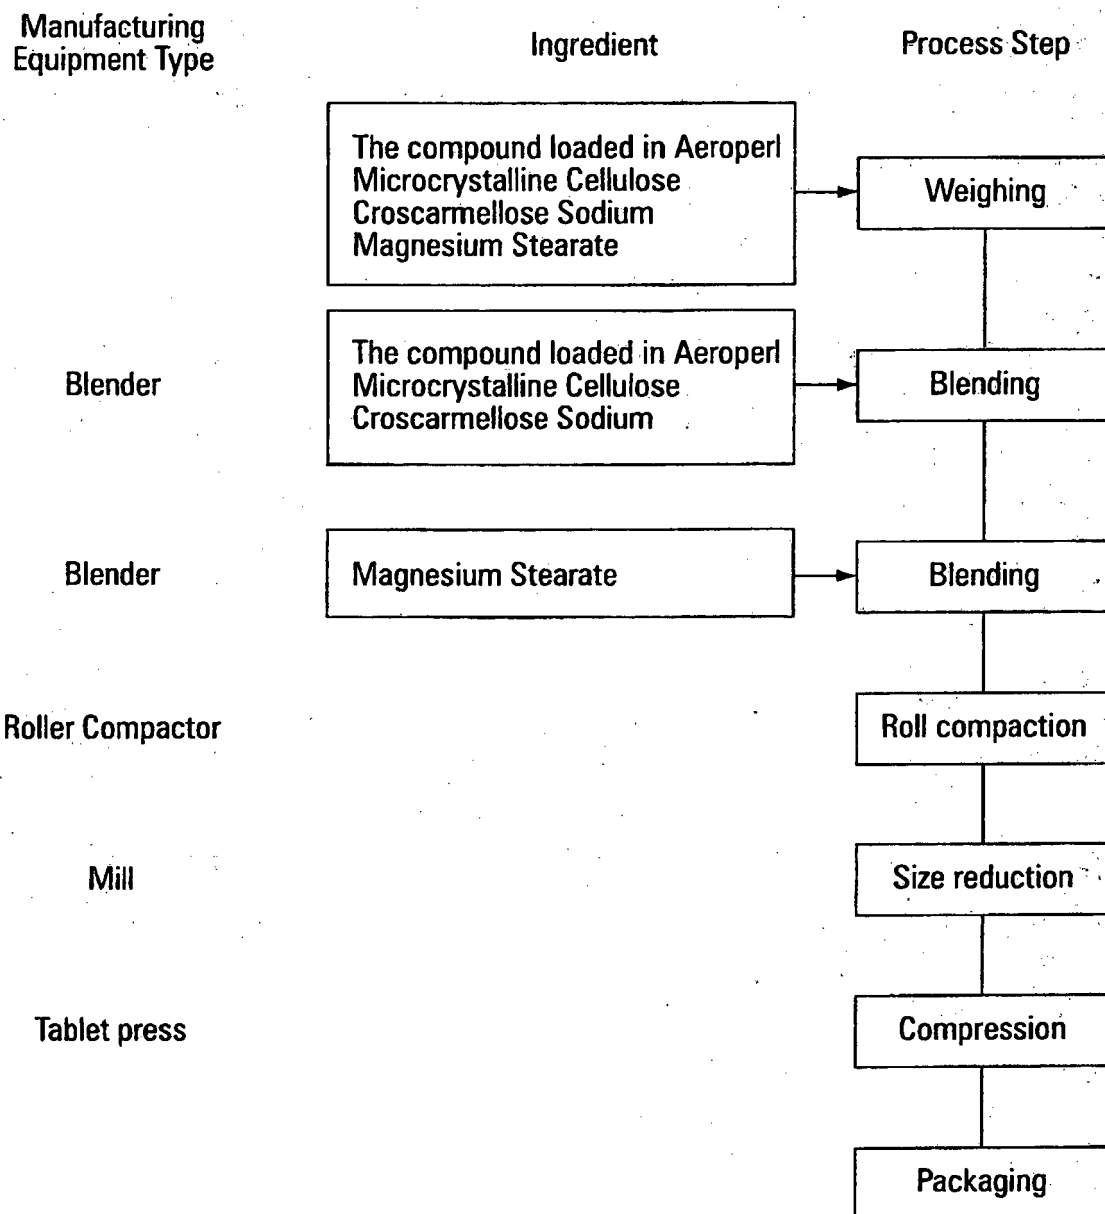 Manufacturing
Equipment Type
Ingredient
Process Step
The compound loaded in Aeroperl
Microcrystalline Cellulose
Croscarmellose Sodium
Magnesium Stearate
Weighing
Blender
The compound loaded in Aeroperl
Microcrystalline Cellulose
Croscarmellose Sodium
Blending
Blender
Magnesium Stearate
Blending
Roller Compactor
Roll compaction
Mill
Size reduction
Tablet press
Compression
Packaging